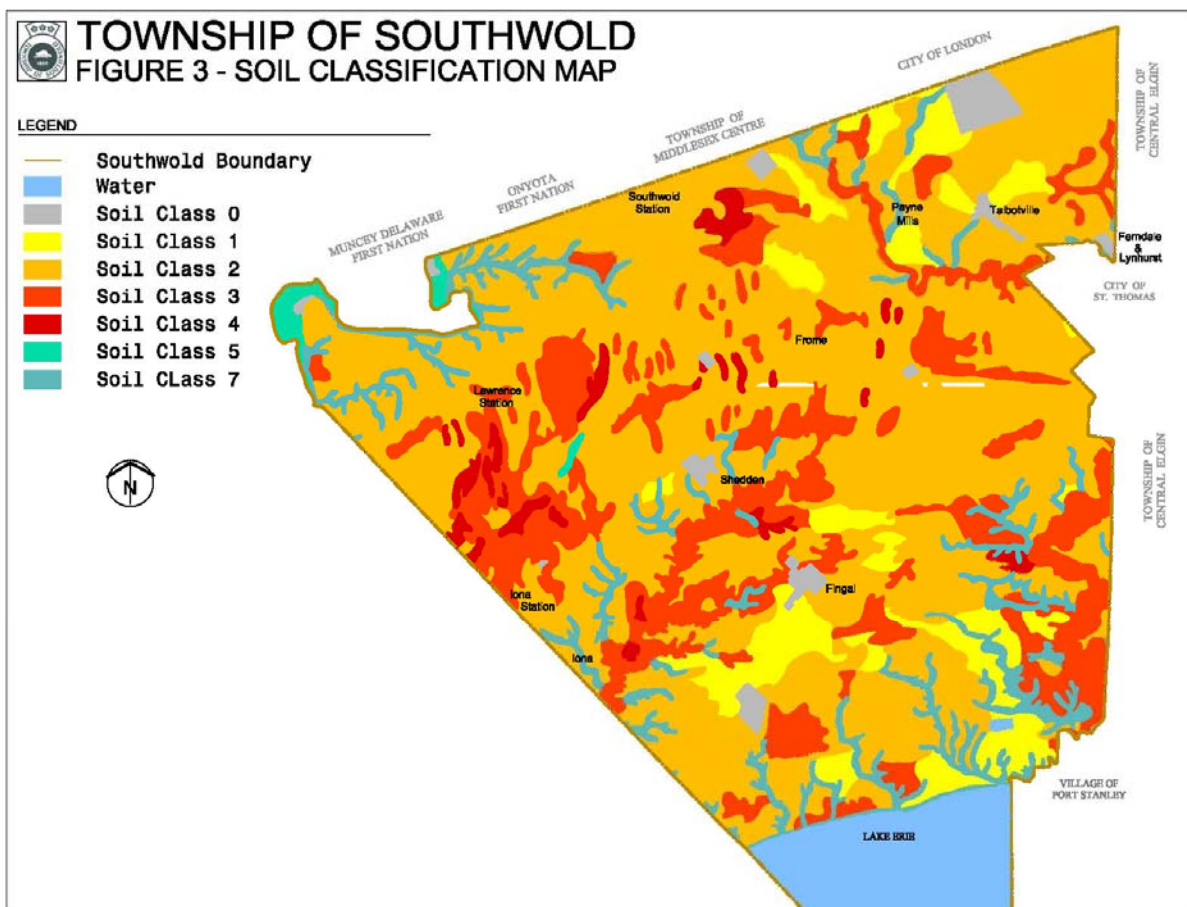 TOWNSHIP OF SOUTHWOLD
FIGURE 3 - SOIL CLASSIFICATION MAP
LEGEND
Southwold Boundary
Water
Soil Class 0
Soil Class 1
Soil Class 2
Soil Class 3
Soil Class 4
Soil Class 5
Soil CLass 7
N
CITY OF LONDON
TOWNSHIP OF
CENTRAL ELGIN
TOWNSHIP OF
MIDDLESEX CENTRE
ONYOTA
FIRST NATION
MUNCEY DELAWARE
FIRST NATION
Southwold
Station
Payne
Mills
Talbotville
Ferndale
&
Lynhurst
CITY OF
ST. THOMAS
Frome
Lawrence
Station
Shedden
TOWNSHIP OF
CENTRAL ELGIN
Fingal
Iona
Station
Iona
VILLAGE OF
PORT STANLEY
LAKE ERIE